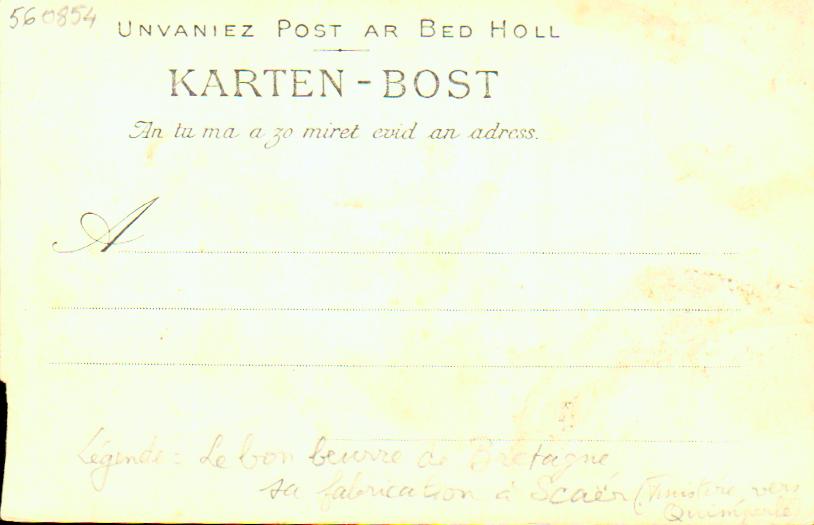 560854
UNVANIEZ POST AR BED HOLL
KARTEN-BOST
An tu ma a zo miret evid an adress.
A
Légende: Le bon beurre de Bretagne
sa fabrication à Scaër (Finistère, vers
Quimperlé)